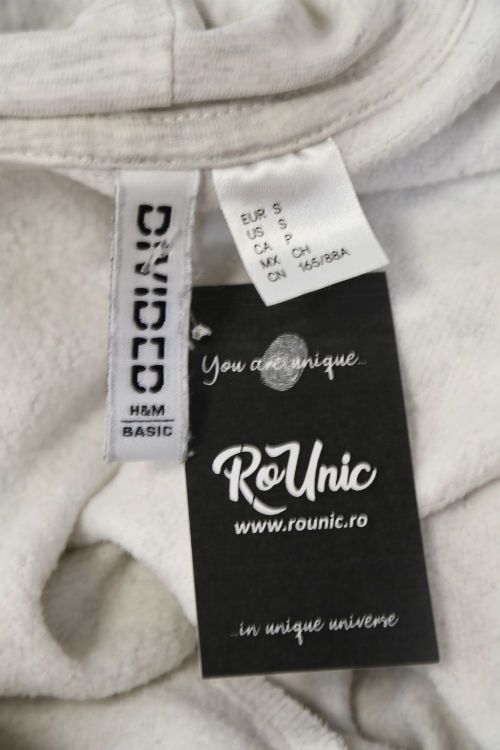 DIVIDED
H&M
BASIC
EUR S
US S
CA P
MX CH
CN 165/88A
You are unique...
RoUnic
www.rounic.ro
...in unique universe